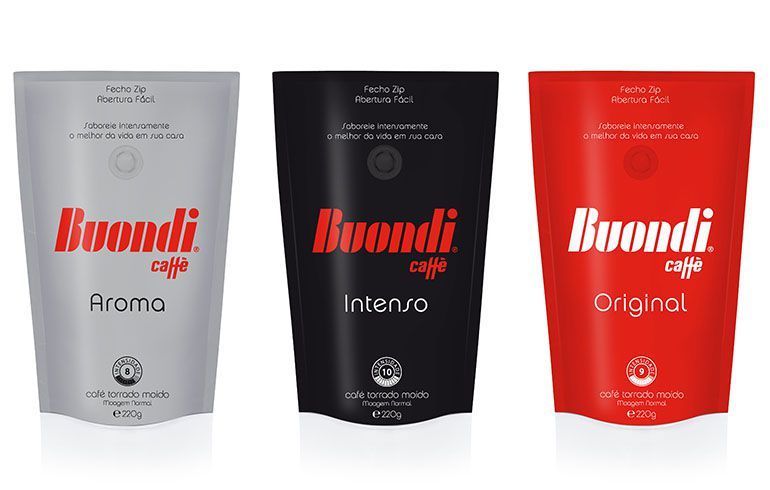 Fecho Zip
Abertura Fácil
Saboreie intensamente
o melhor da vida em sua casa
Buondi®
caffè
Aroma
INTENSIDADE
8
café torrado moído
Moagem Normal
℮220g
Fecho Zip
Abertura Fácil
Saboreie intensamente
o melhor da vida em sua casa
Buondi®
caffè
Intenso
INTENSIDADE
10
café torrado moído
Moagem Normal
℮220g
Fecho Zip
Abertura Fácil
Saboreie intensamente
o melhor da vida em sua casa
Buondi®
caffè
Original
INTENSIDADE
9
café torrado moído
Moagem Normal
℮220g